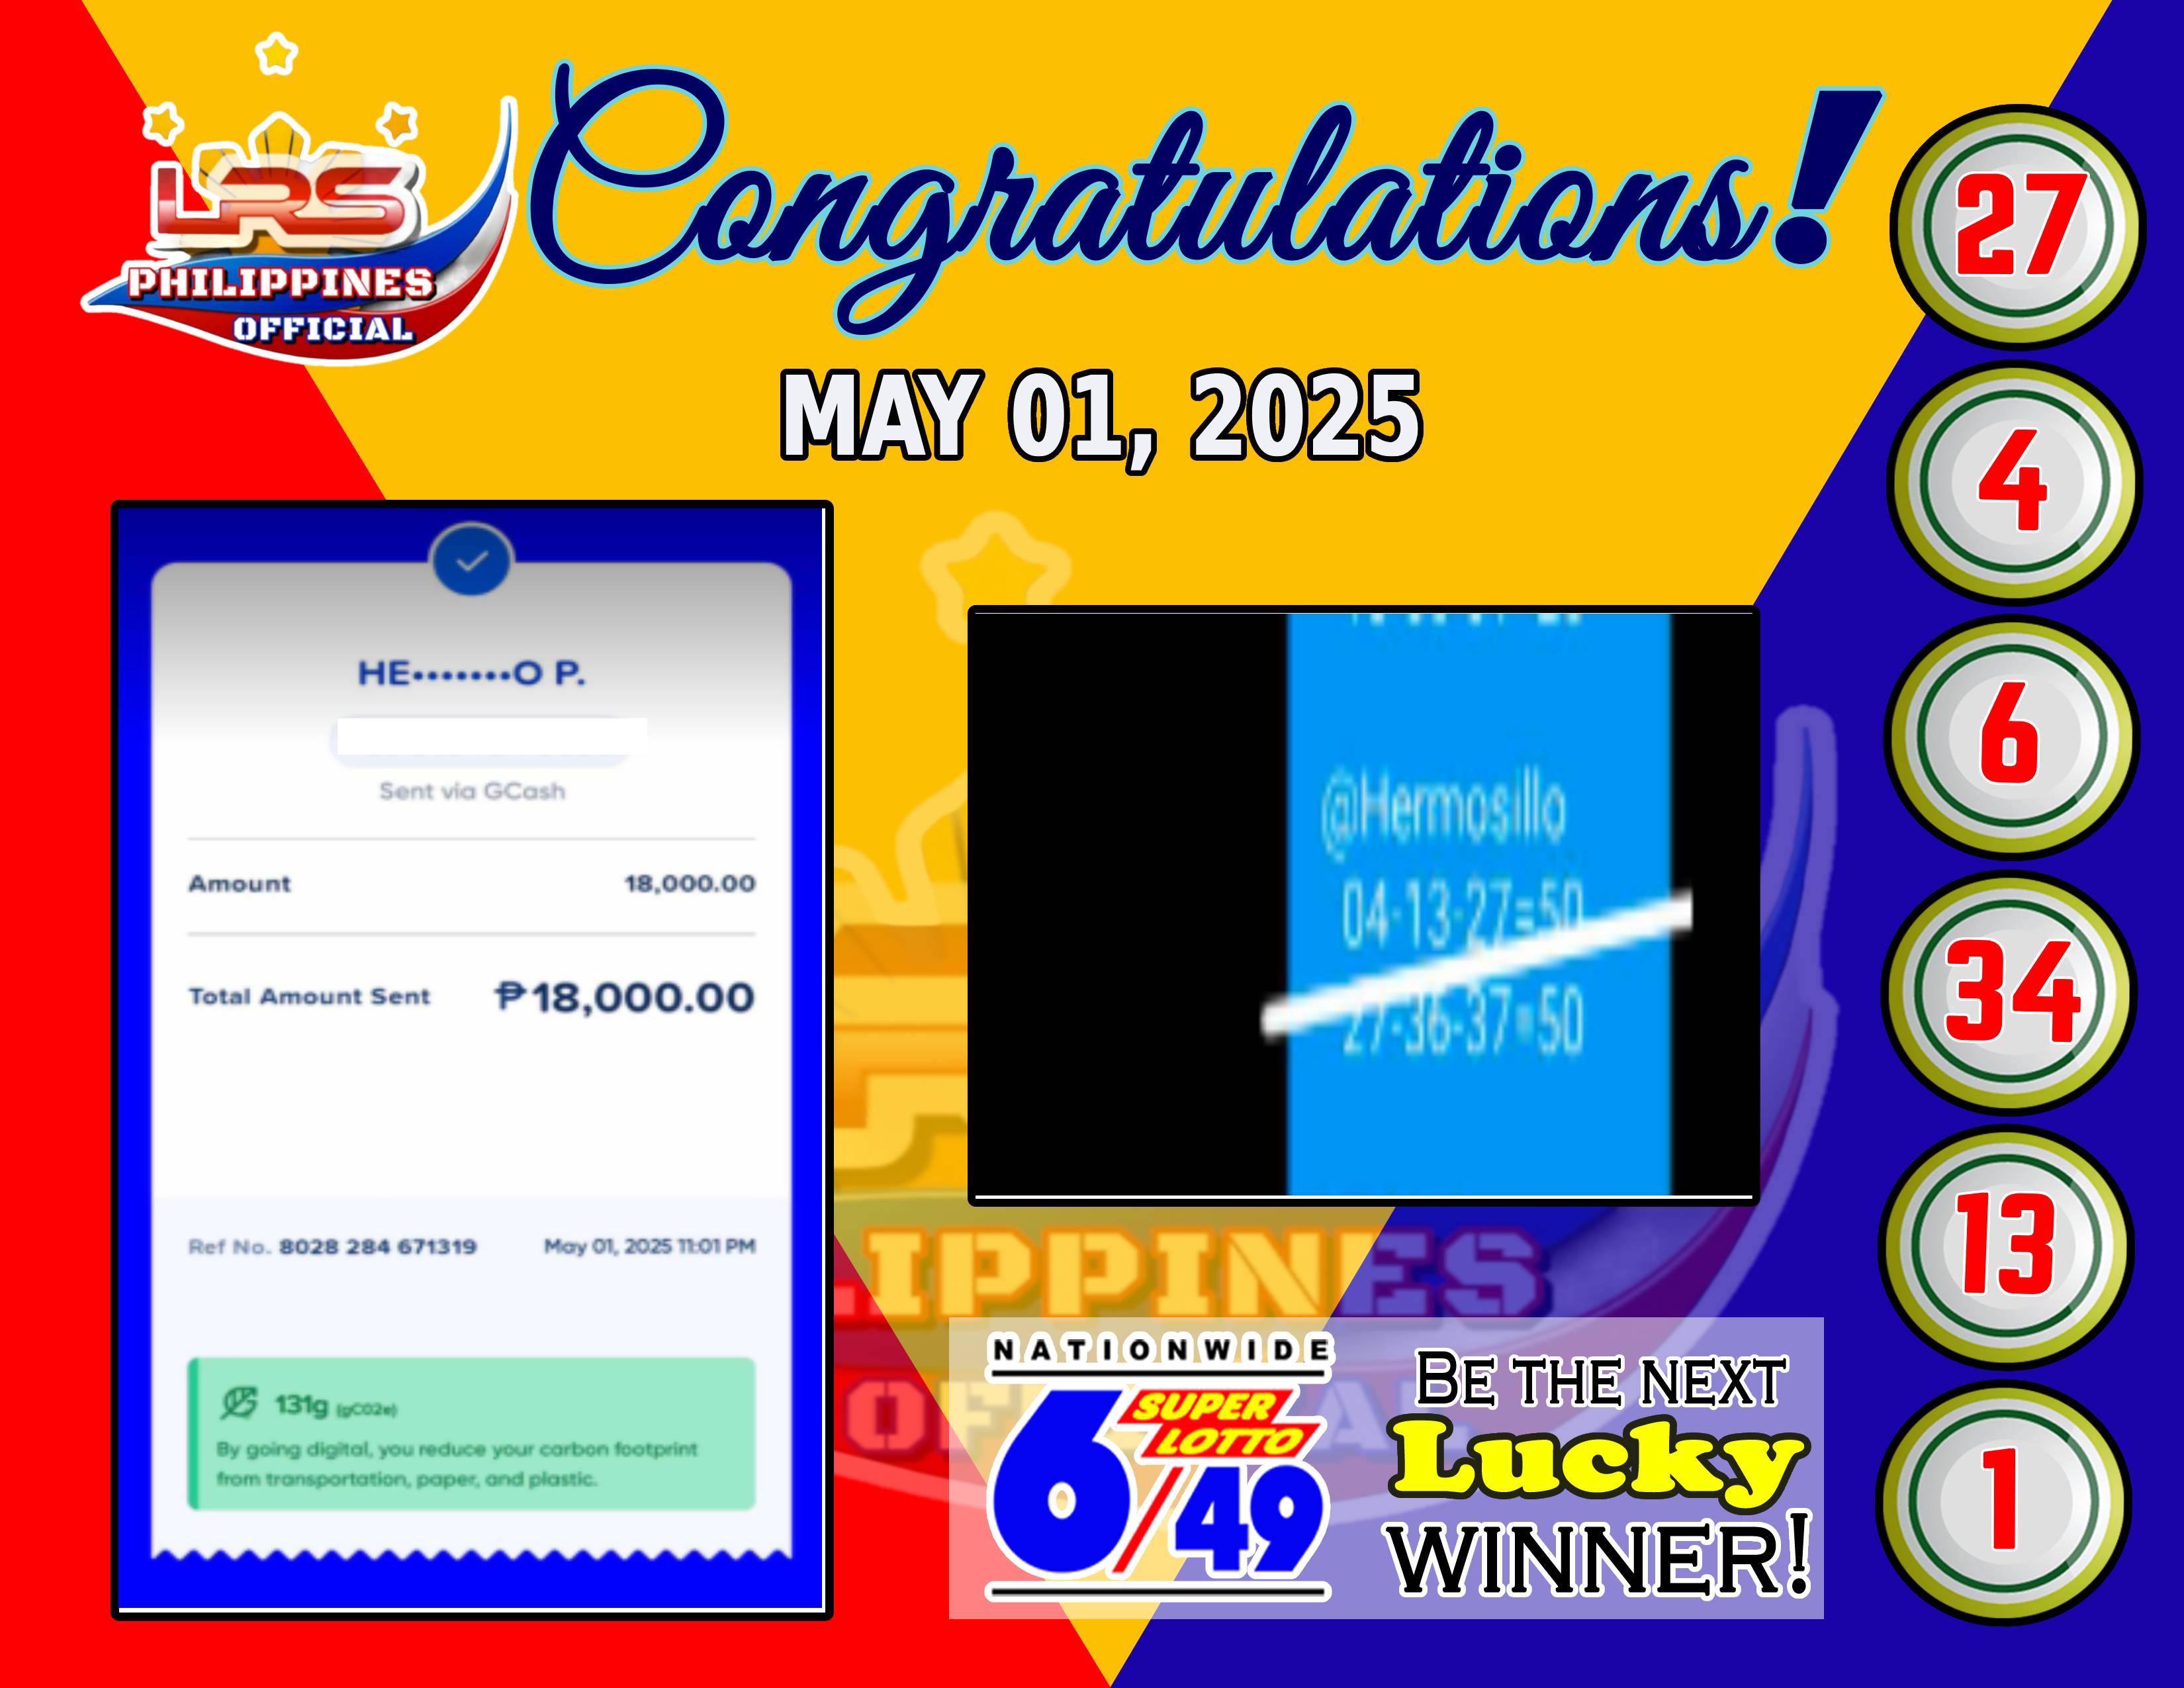 LRS
PHILIPPINES
OFFICIAL
Congratulations!
MAY 01, 2025
HE•••••••O P.
Sent via GCash
Amount 18,000.00
Total Amount Sent ₱18,000.00
Ref No. 8028 284 671319 May 01, 2025 11:01 PM
131g (gCO2e)
By going digital, you reduce your carbon footprint
from transportation, paper, and plastic.
@Hermosillo
04-13-27=50
27-36-37=50
LIPPINES
NATIONWIDE
6/49
SUPER
LOTTO
BE THE NEXT
Lucky
WINNER!
27
4
6
34
13
1